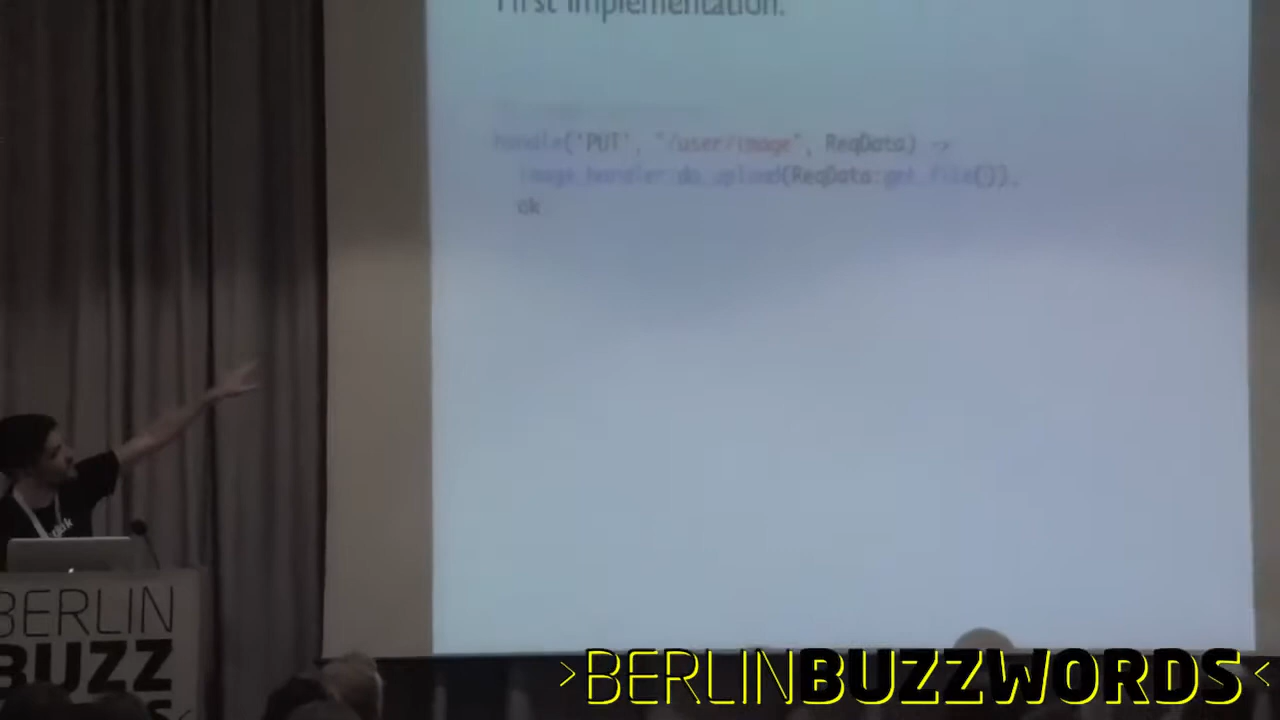 First Implementation.
handle('PUT', "/user/image", ReqData) ->
image_handler:do_upload(ReqData:get_file()),
ok
BERLIN
BUZZ
>BERLINBUZZWORDS<